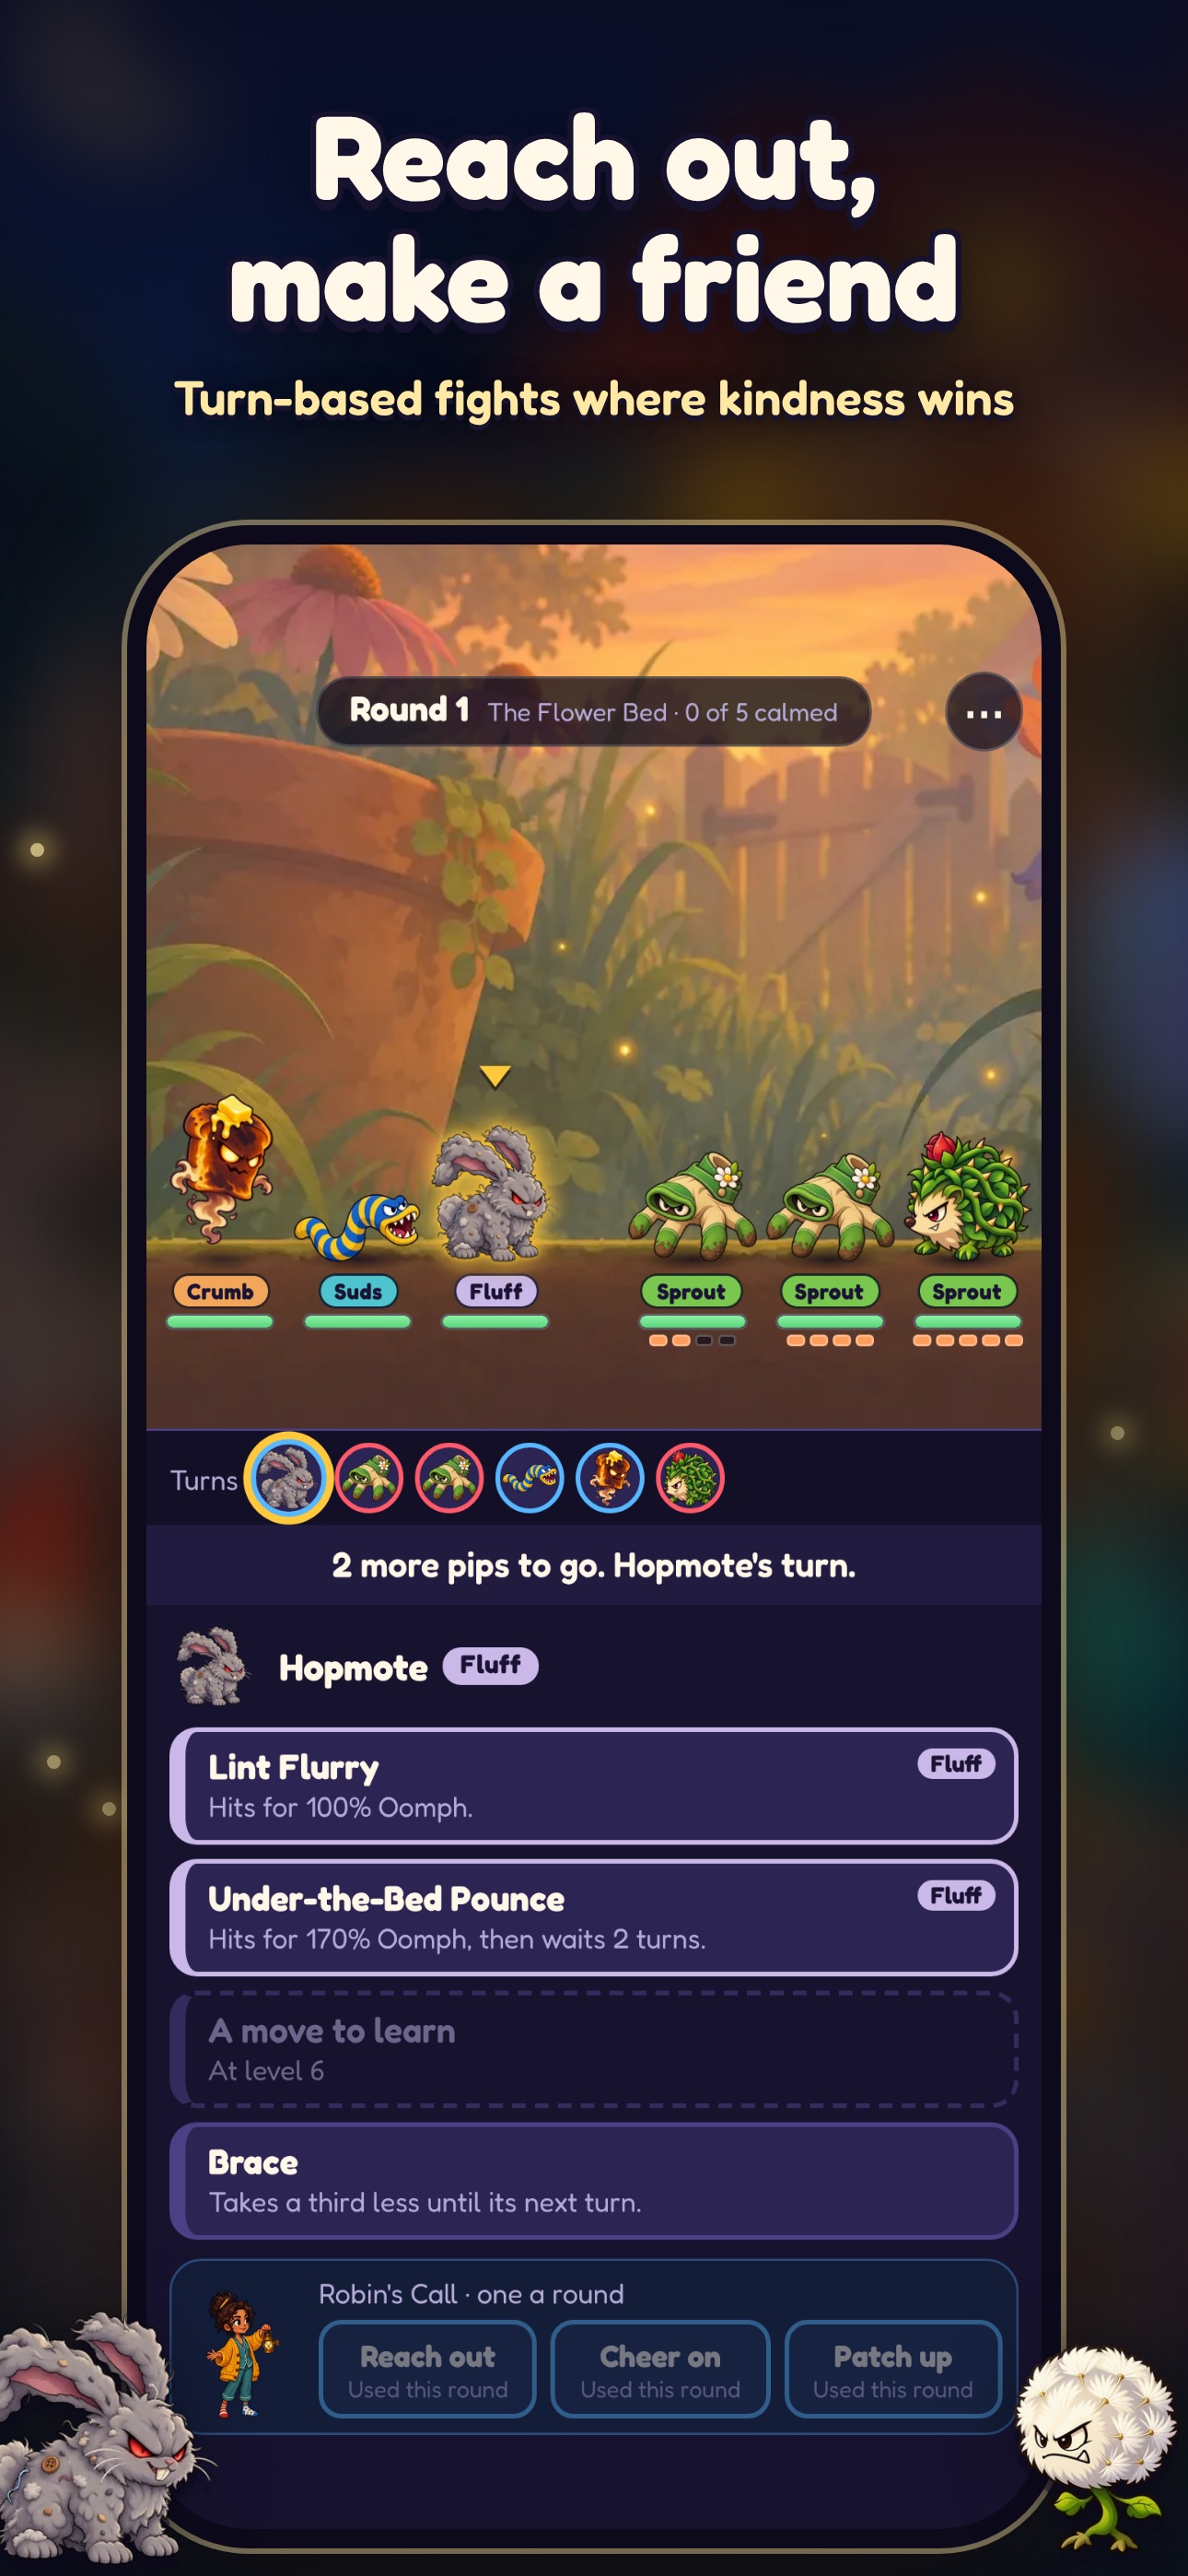 Reach out,
make a friend
Turn-based fights where kindness wins
Round 1 The Flower Bed · 0 of 5 calmed
...
Crumb Suds Fluff Sprout Sprout Sprout
Turns
2 more pips to go. Hopmote's turn.
Hopmote Fluff
Lint Flurry Fluff
Hits for 100% Oomph.
Under-the-Bed Pounce Fluff
Hits for 170% Oomph, then waits 2 turns.
A move to learn
At level 6
Brace
Takes a third less until its next turn.
Robin's Call · one a round
Reach out Cheer on Patch up
Used this round Used this round Used this round